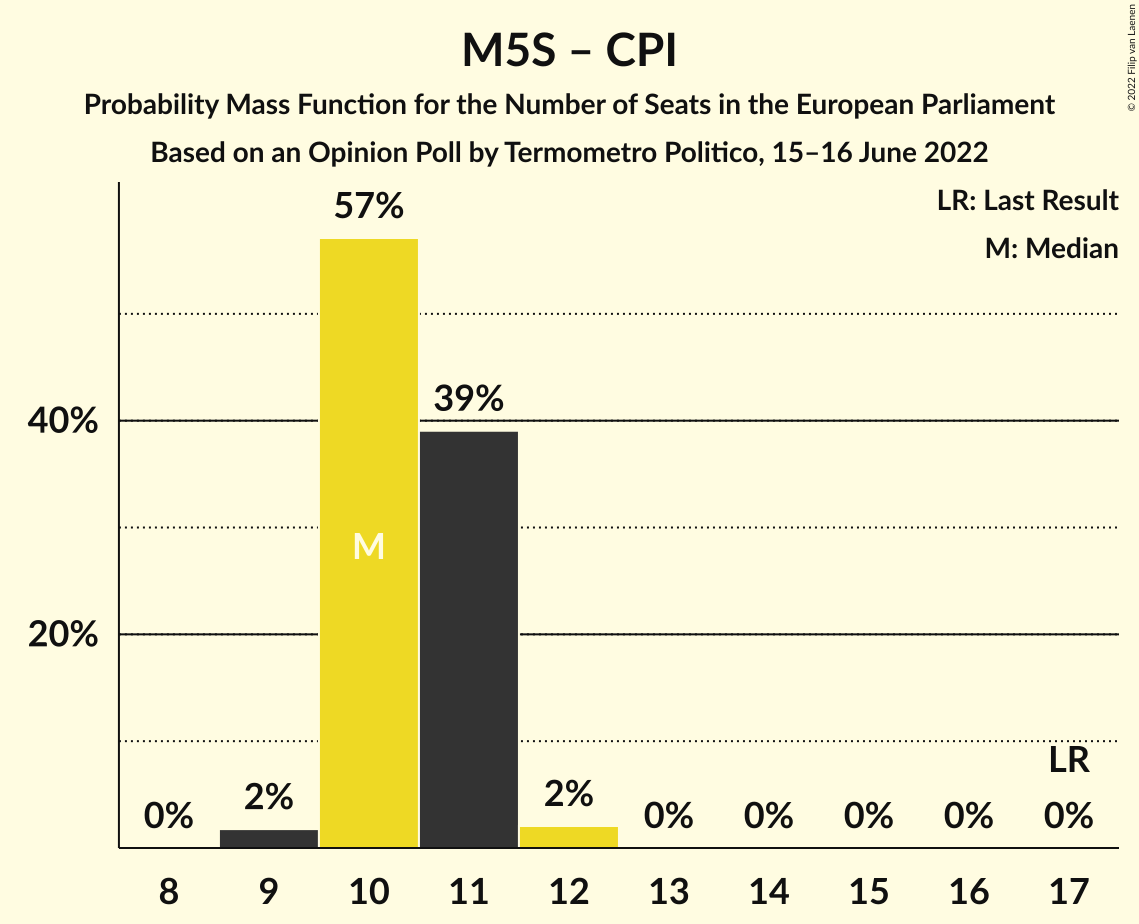 M5S – CPI
Probability Mass Function for the Number of Seats in the European Parliament
Based on an Opinion Poll by Termometro Politico, 15–16 June 2022
© 2022 Filip van Laenen
LR: Last Result
M: Median
57%
39%
40%
M
20%
LR
0%
2%
2%
0%
0%
0%
0%
0%
8
9
10
11
12
13
14
15
16
17